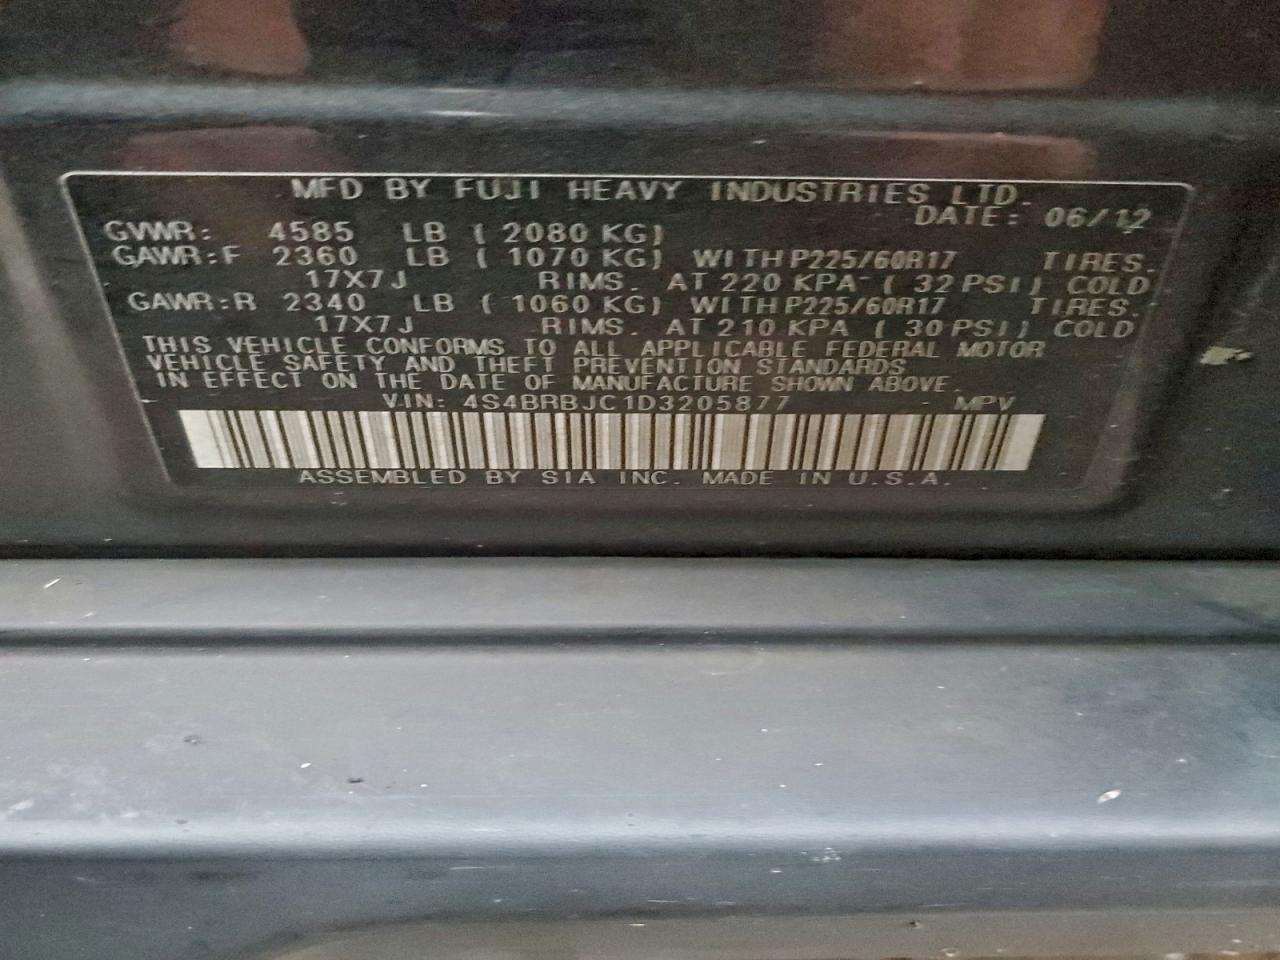 MFD BY FUJI HEAVY INDUSTRIES LTD.
DATE: 06/12
GVWR: 4585 LB ( 2080 KG)
GAWR:F 2360 LB ( 1070 KG) WITH P225/60R17 TIRES.
17X7J RIMS. AT 220 KPA ( 32 PSI) COLD
GAWR:R 2340 LB ( 1060 KG) WITH P225/60R17 TIRES.
17X7J RIMS. AT 210 KPA ( 30 PSI) COLD
THIS VEHICLE CONFORMS TO ALL APPLICABLE FEDERAL MOTOR
VEHICLE SAFETY AND THEFT PREVENTION STANDARDS
IN EFFECT ON THE DATE OF MANUFACTURE SHOWN ABOVE.
VIN: 4S4BRBJC1D3205877 MPV
ASSEMBLED BY SIA INC. MADE IN U.S.A.